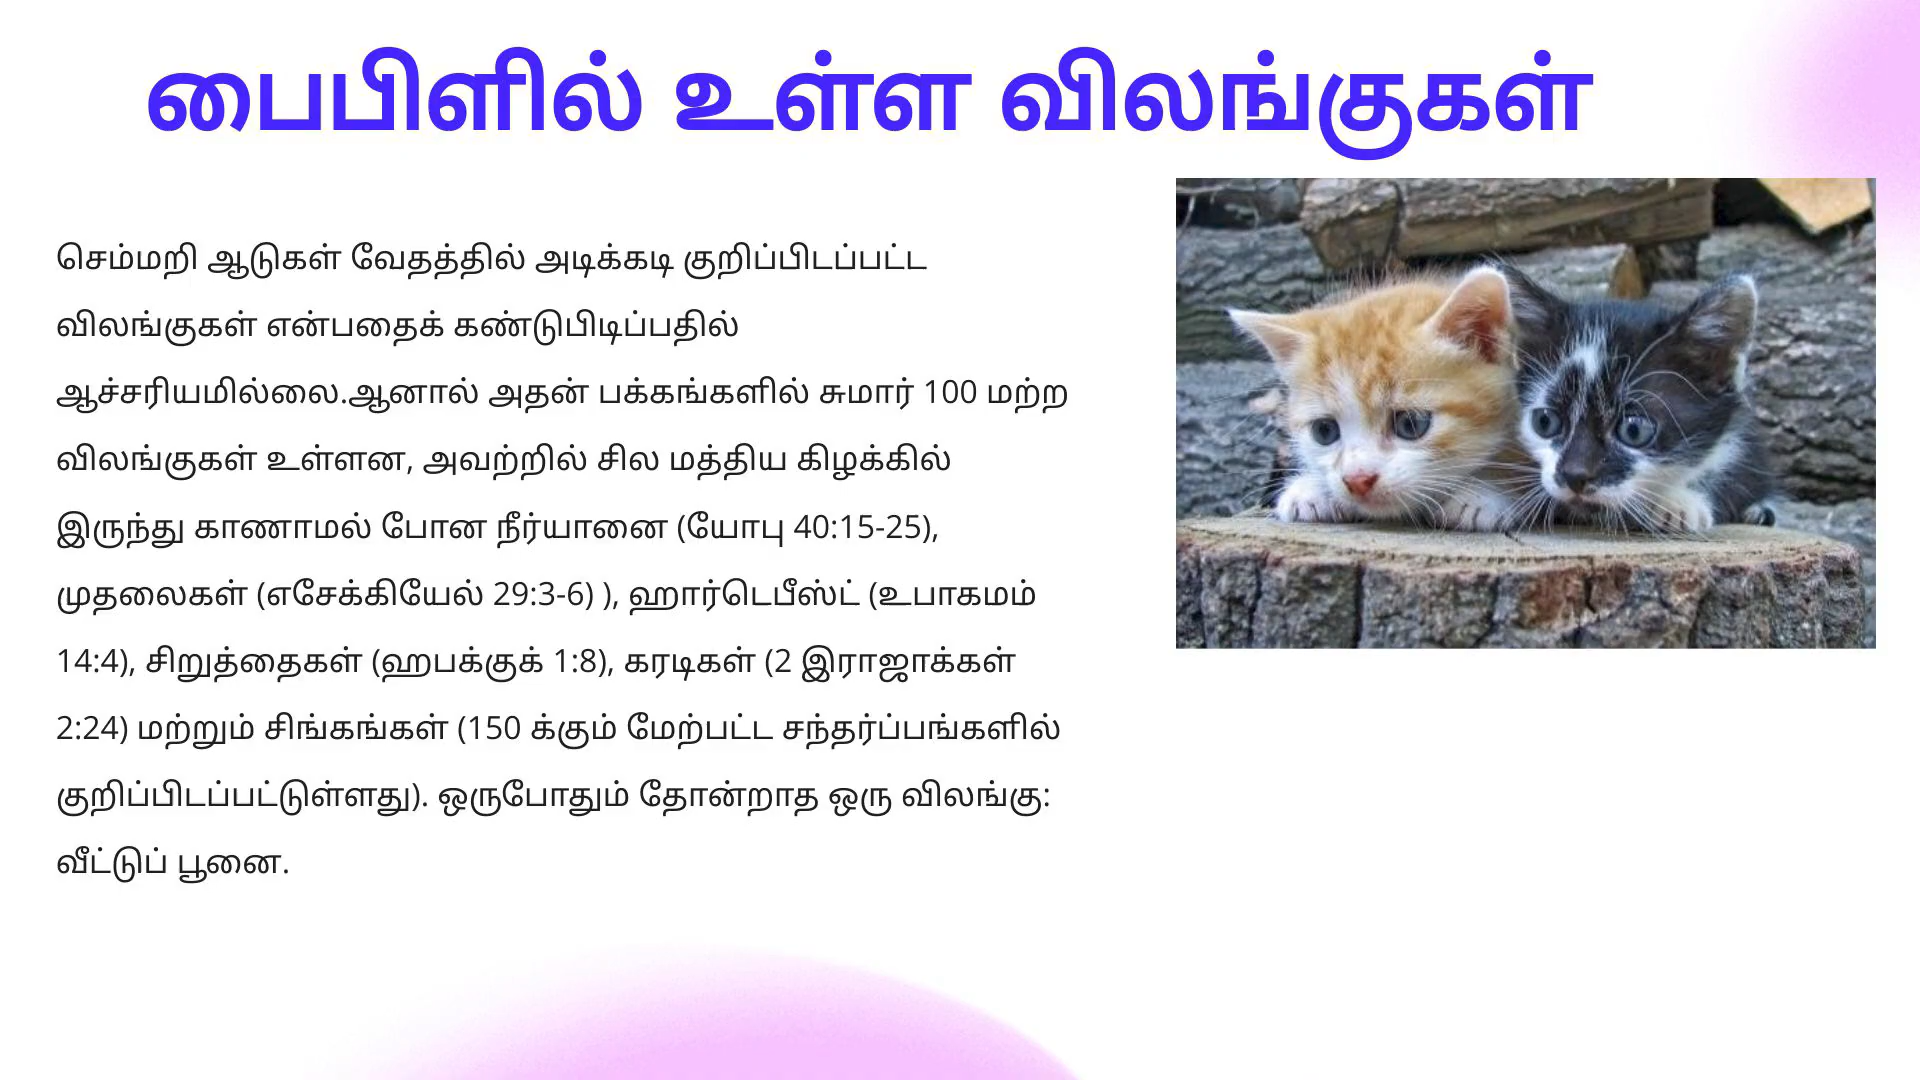 பைபிளில் உள்ள விலங்குகள்
செம்மறி ஆடுகள் வேதத்தில் அடிக்கடி குறிப்பிடப்பட்ட
விலங்குகள் என்பதைக் கண்டுபிடிப்பதில்
ஆச்சரியமில்லை.ஆனால் அதன் பக்கங்களில் சுமார் 100 மற்ற
விலங்குகள் உள்ளன, அவற்றில் சில மத்திய கிழக்கில்
இருந்து காணாமல் போன நீர்யானை (யோபு 40:15-25),
முதலைகள் (எசேக்கியேல் 29:3-6) ), ஹார்டெபீஸ்ட் (உபாகமம்
14:4), சிறுத்தைகள் (ஹபக்குக் 1:8), கரடிகள் (2 இராஜாக்கள்
2:24) மற்றும் சிங்கங்கள் (150 க்கும் மேற்பட்ட சந்தர்ப்பங்களில்
குறிப்பிடப்பட்டுள்ளது). ஒருபோதும் தோன்றாத ஒரு விலங்கு:
வீட்டுப் பூனை.